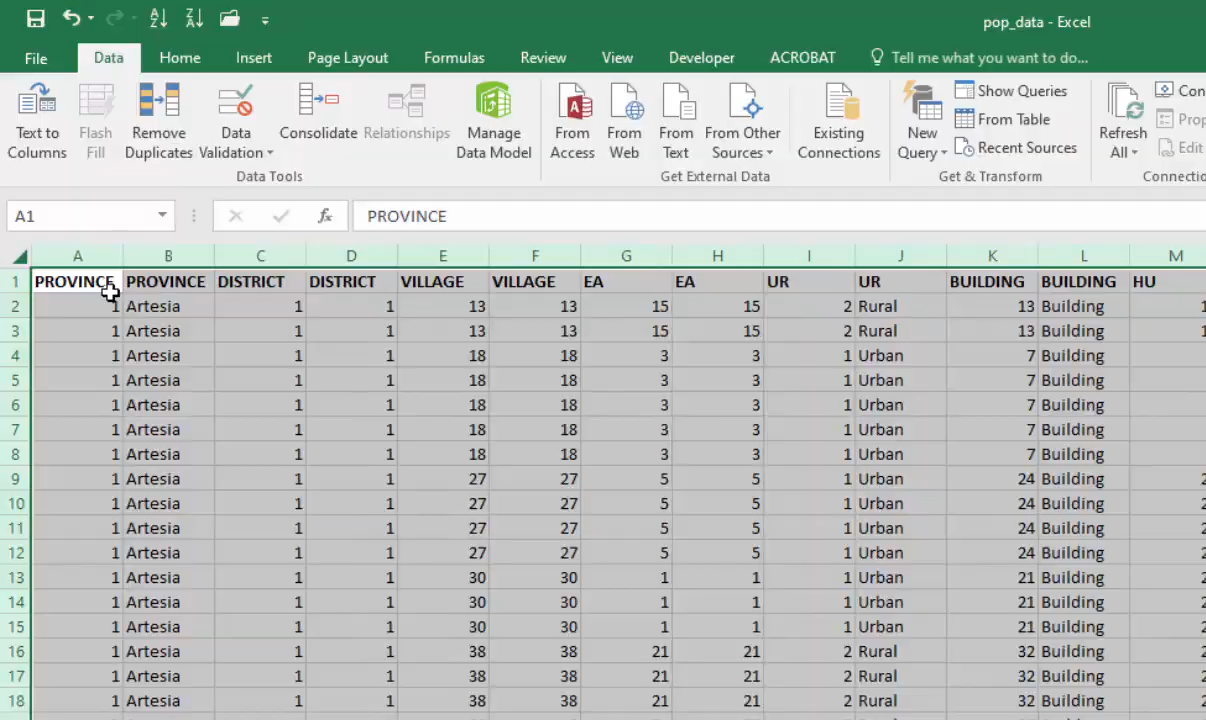 pop_data - Excel
File Data Home Insert Page Layout Formulas Review View Developer ACROBAT Tell me what you want to do...
Text to Columns Flash Fill Remove Duplicates Data Validation Consolidate Relationships Manage Data Model From Access From Web From Text From Other Sources Existing Connections New Query Show Queries From Table Recent Sources Refresh All Con Prop Edit
Data Tools Get External Data Get & Transform Connectio
A1 fx PROVINCE
A B C D E F G H I J K L M
1 PROVINCE PROVINCE DISTRICT DISTRICT VILLAGE VILLAGE EA EA UR UR BUILDING BUILDING HU
2 1 Artesia 1 1 13 13 15 15 2 Rural 13 Building 1
3 1 Artesia 1 1 13 13 15 15 2 Rural 13 Building 1
4 1 Artesia 1 1 18 18 3 3 1 Urban 7 Building
5 1 Artesia 1 1 18 18 3 3 1 Urban 7 Building
6 1 Artesia 1 1 18 18 3 3 1 Urban 7 Building
7 1 Artesia 1 1 18 18 3 3 1 Urban 7 Building
8 1 Artesia 1 1 18 18 3 3 1 Urban 7 Building
9 1 Artesia 1 1 27 27 5 5 1 Urban 24 Building 2
10 1 Artesia 1 1 27 27 5 5 1 Urban 24 Building 2
11 1 Artesia 1 1 27 27 5 5 1 Urban 24 Building 2
12 1 Artesia 1 1 27 27 5 5 1 Urban 24 Building 2
13 1 Artesia 1 1 30 30 1 1 1 Urban 21 Building 2
14 1 Artesia 1 1 30 30 1 1 1 Urban 21 Building 2
15 1 Artesia 1 1 30 30 1 1 1 Urban 21 Building 2
16 1 Artesia 1 1 38 38 21 21 2 Rural 32 Building 2
17 1 Artesia 1 1 38 38 21 21 2 Rural 32 Building 2
18 1 Artesia 1 1 38 38 21 21 2 Rural 32 Building 2